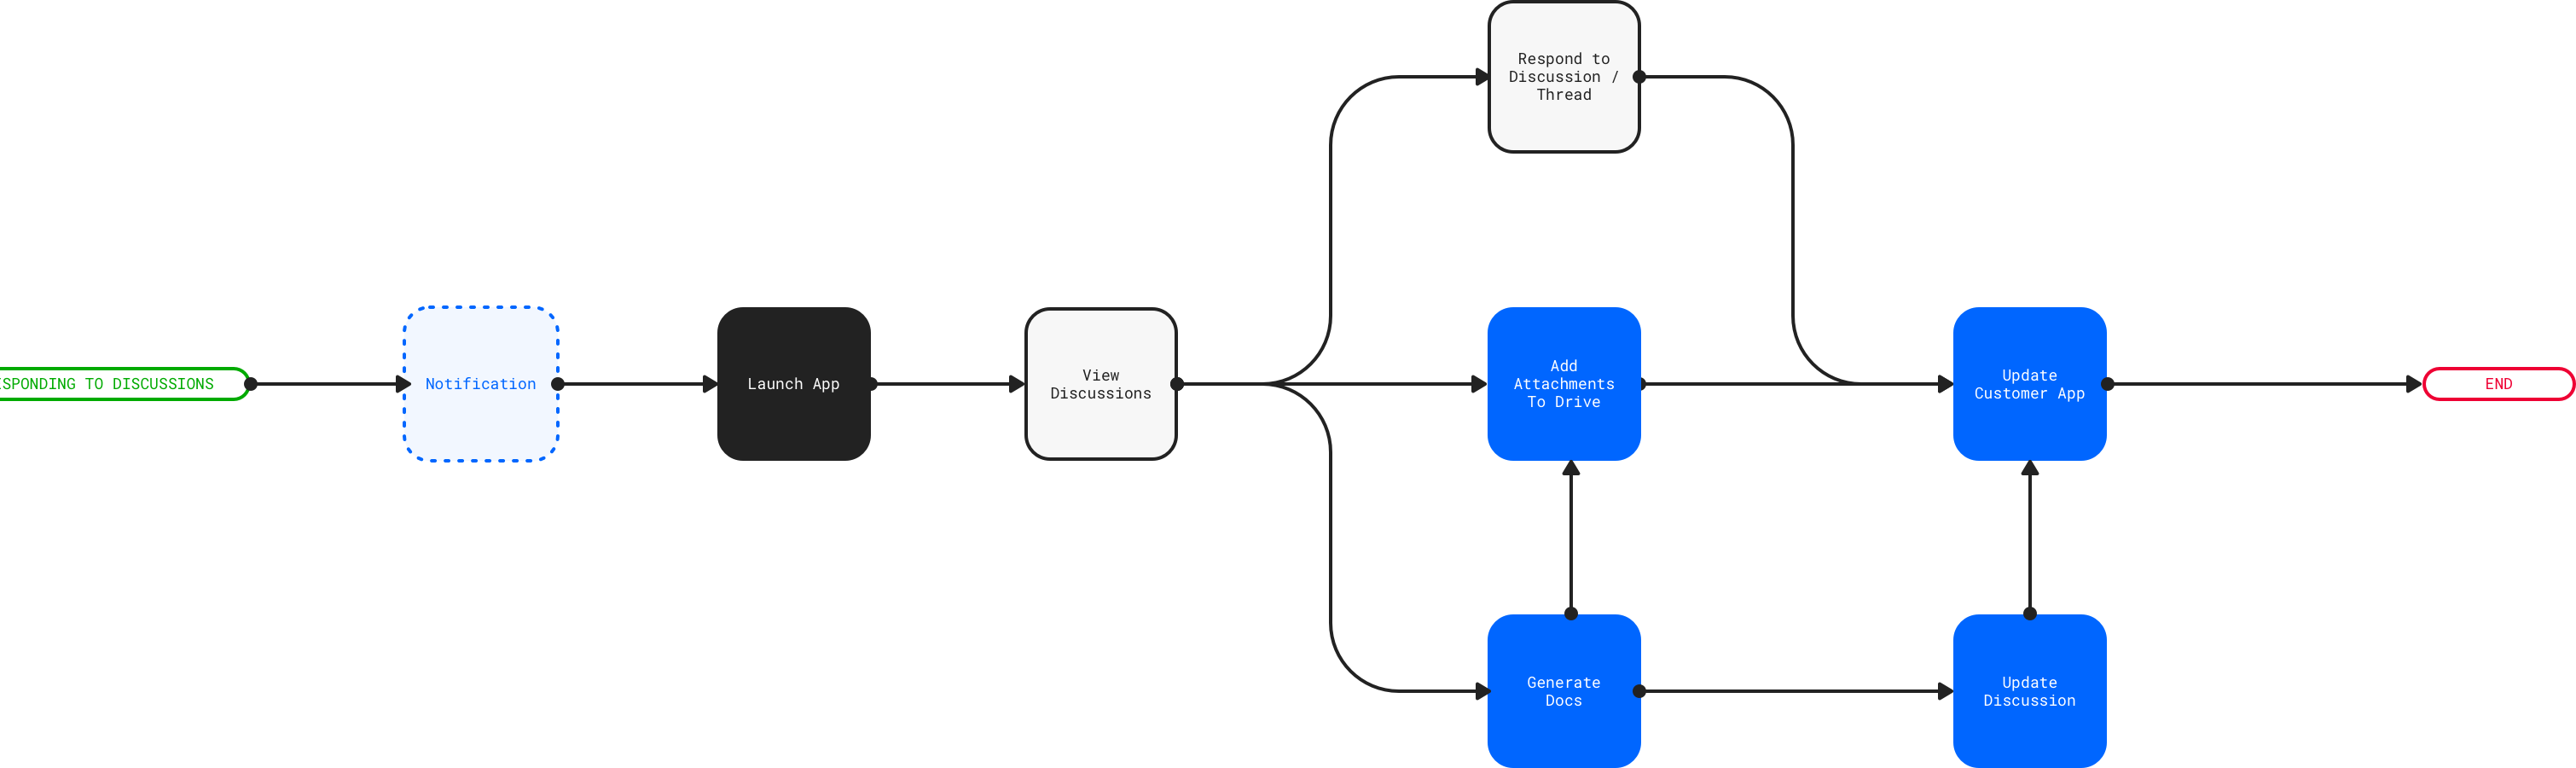 Respond to
Discussion /
Thread
SPONDING TO DISCUSSIONS
Notification
Launch App
View
Discussions
Add
Attachments
To Drive
Update
Customer App
END
Generate
Docs
Update
Discussion